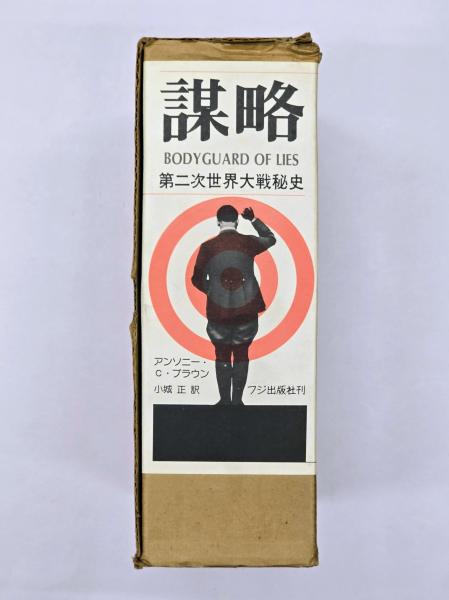 謀略
BODYGUARD OF LIES
第二次世界大戦秘史
アンソニー・
C・ブラウン
小城 正 訳
フジ出版社刊